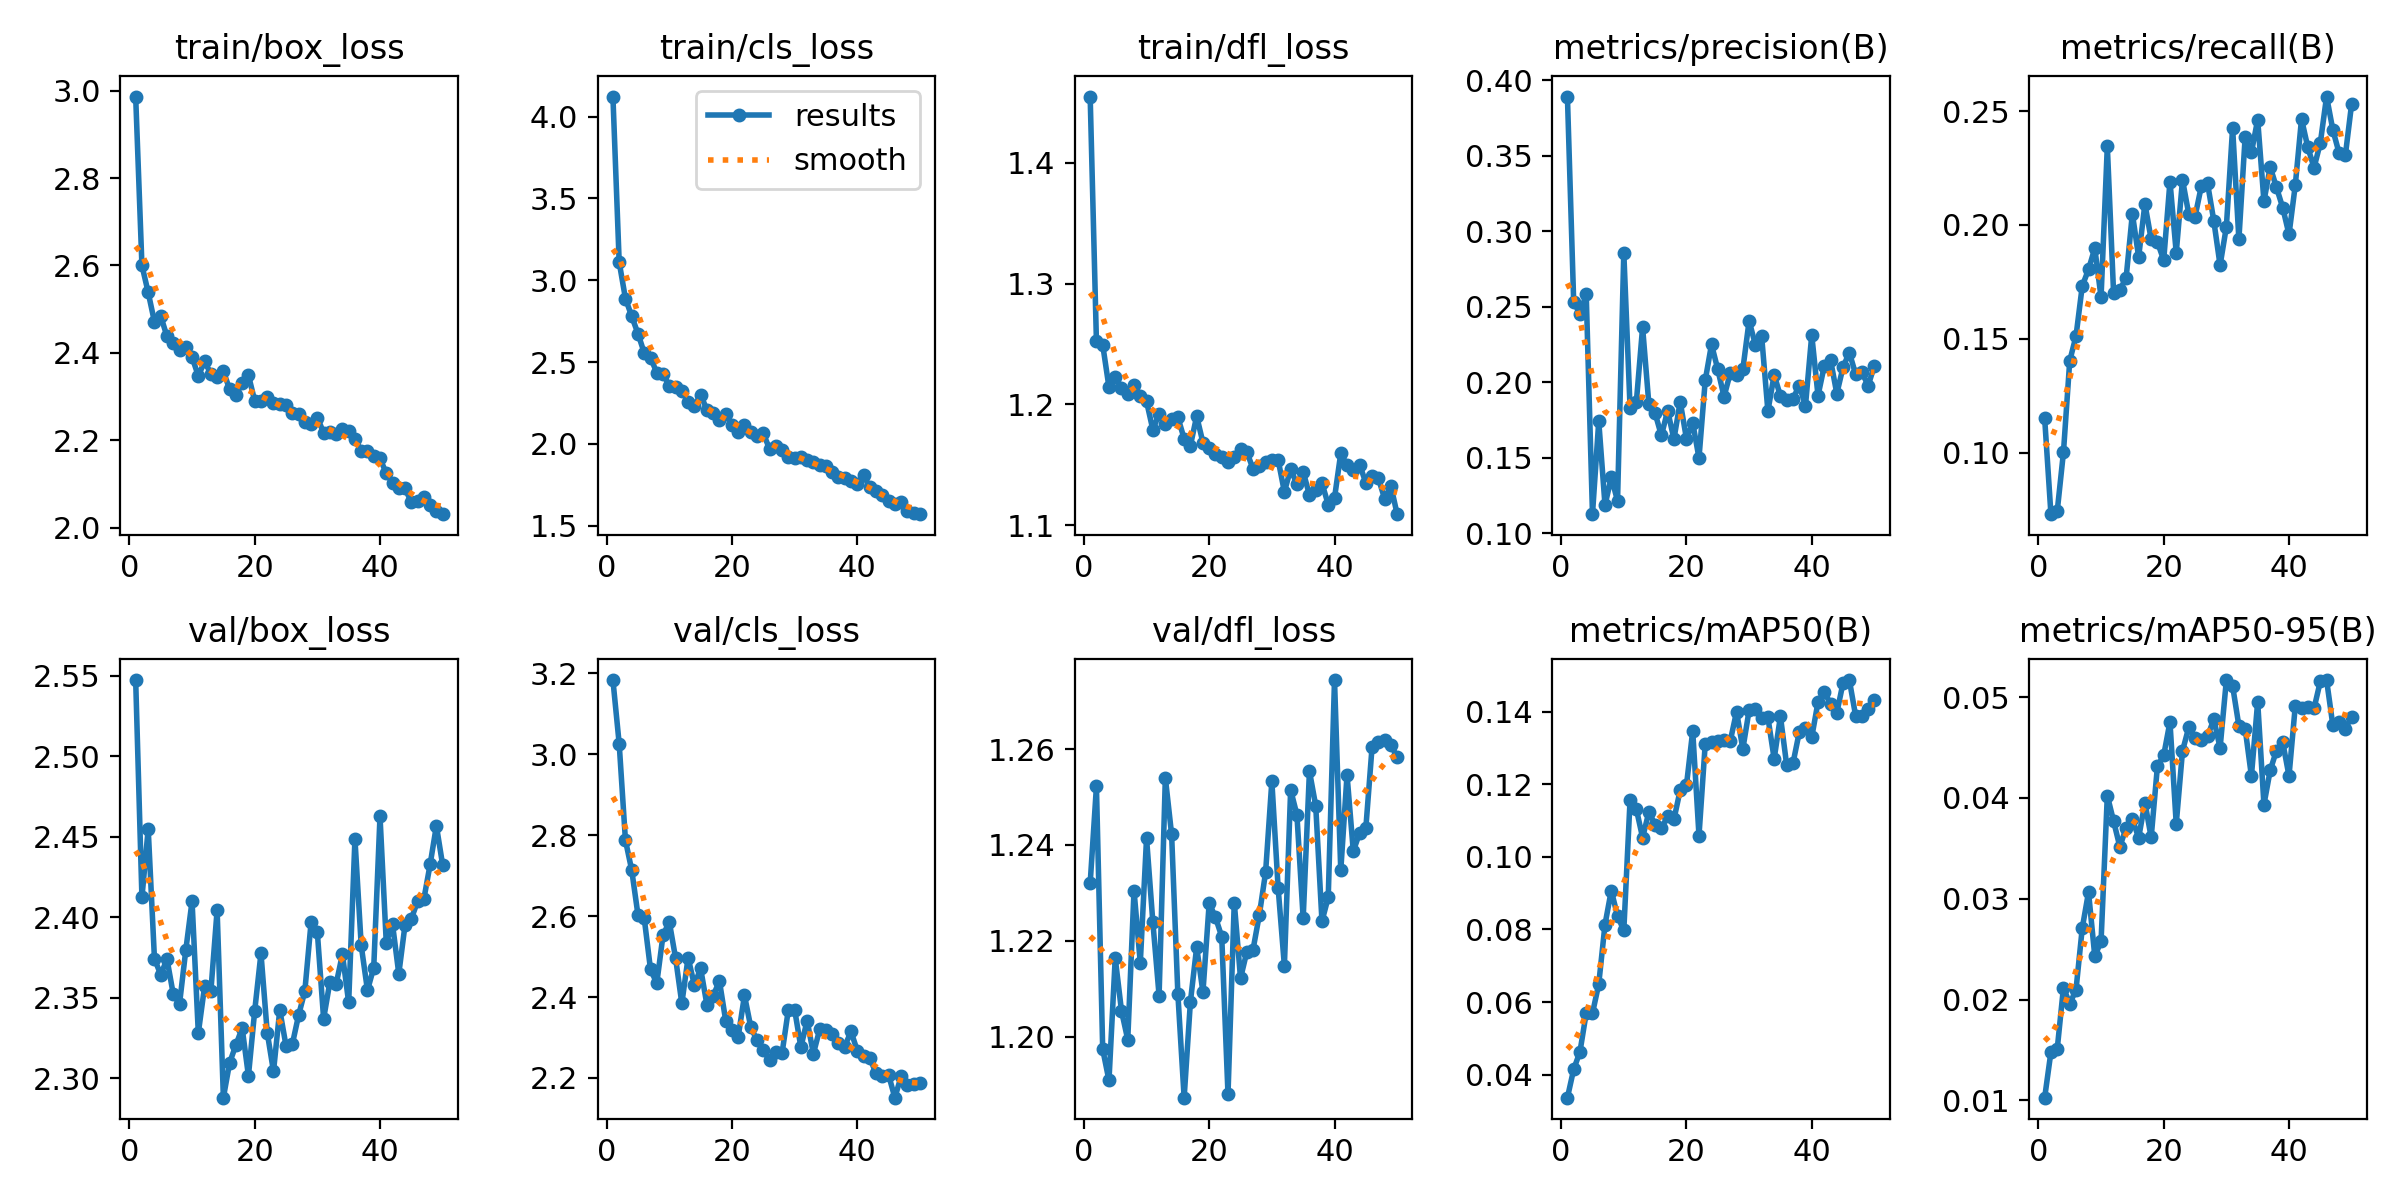 train/box_loss
3.0
2.8
2.6
2.4
2.2
2.0
0 20 40
train/cls_loss
results
smooth
4.0
3.5
3.0
2.5
2.0
1.5
0 20 40
train/dfl_loss
1.4
1.3
1.2
1.1
0 20 40
metrics/precision(B)
0.40
0.35
0.30
0.25
0.20
0.15
0.10
0 20 40
metrics/recall(B)
0.25
0.20
0.15
0.10
0 20 40
val/box_loss
2.55
2.50
2.45
2.40
2.35
2.30
0 20 40
val/cls_loss
3.2
3.0
2.8
2.6
2.4
2.2
0 20 40
val/dfl_loss
1.26
1.24
1.22
1.20
0 20 40
metrics/mAP50(B)
0.14
0.12
0.10
0.08
0.06
0.04
0 20 40
metrics/mAP50-95(B)
0.05
0.04
0.03
0.02
0.01
0 20 40